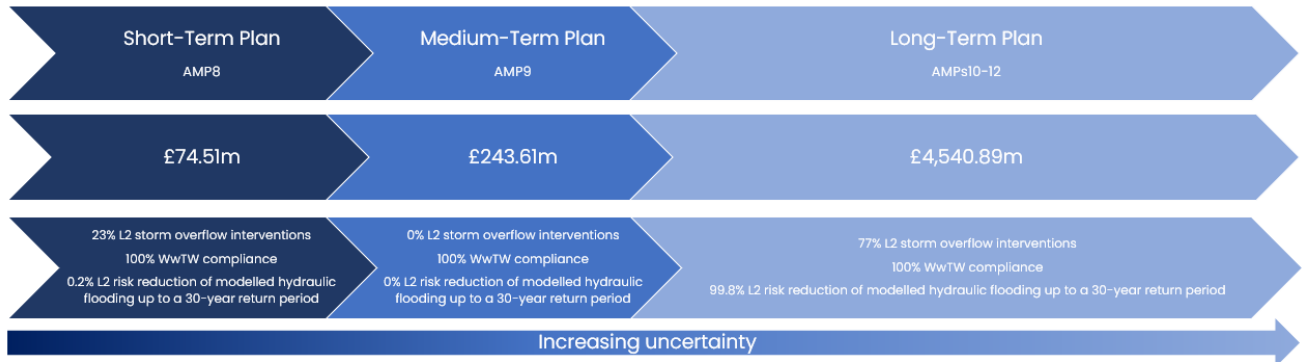 Short-Term Plan
AMP8
Medium-Term Plan
AMP9
Long-Term Plan
AMPs10-12
£74.51m
£243.61m
£4,540.89m
23% L2 storm overflow interventions
100% WwTW compliance
0.2% L2 risk reduction of modelled hydraulic
flooding up to a 30-year return period
0% L2 storm overflow interventions
100% WwTW compliance
0% L2 risk reduction of modelled hydraulic
flooding up to a 30-year return period
77% L2 storm overflow interventions
100% WwTW compliance
99.8% L2 risk reduction of modelled hydraulic flooding up to a 30-year return period
Increasing uncertainty